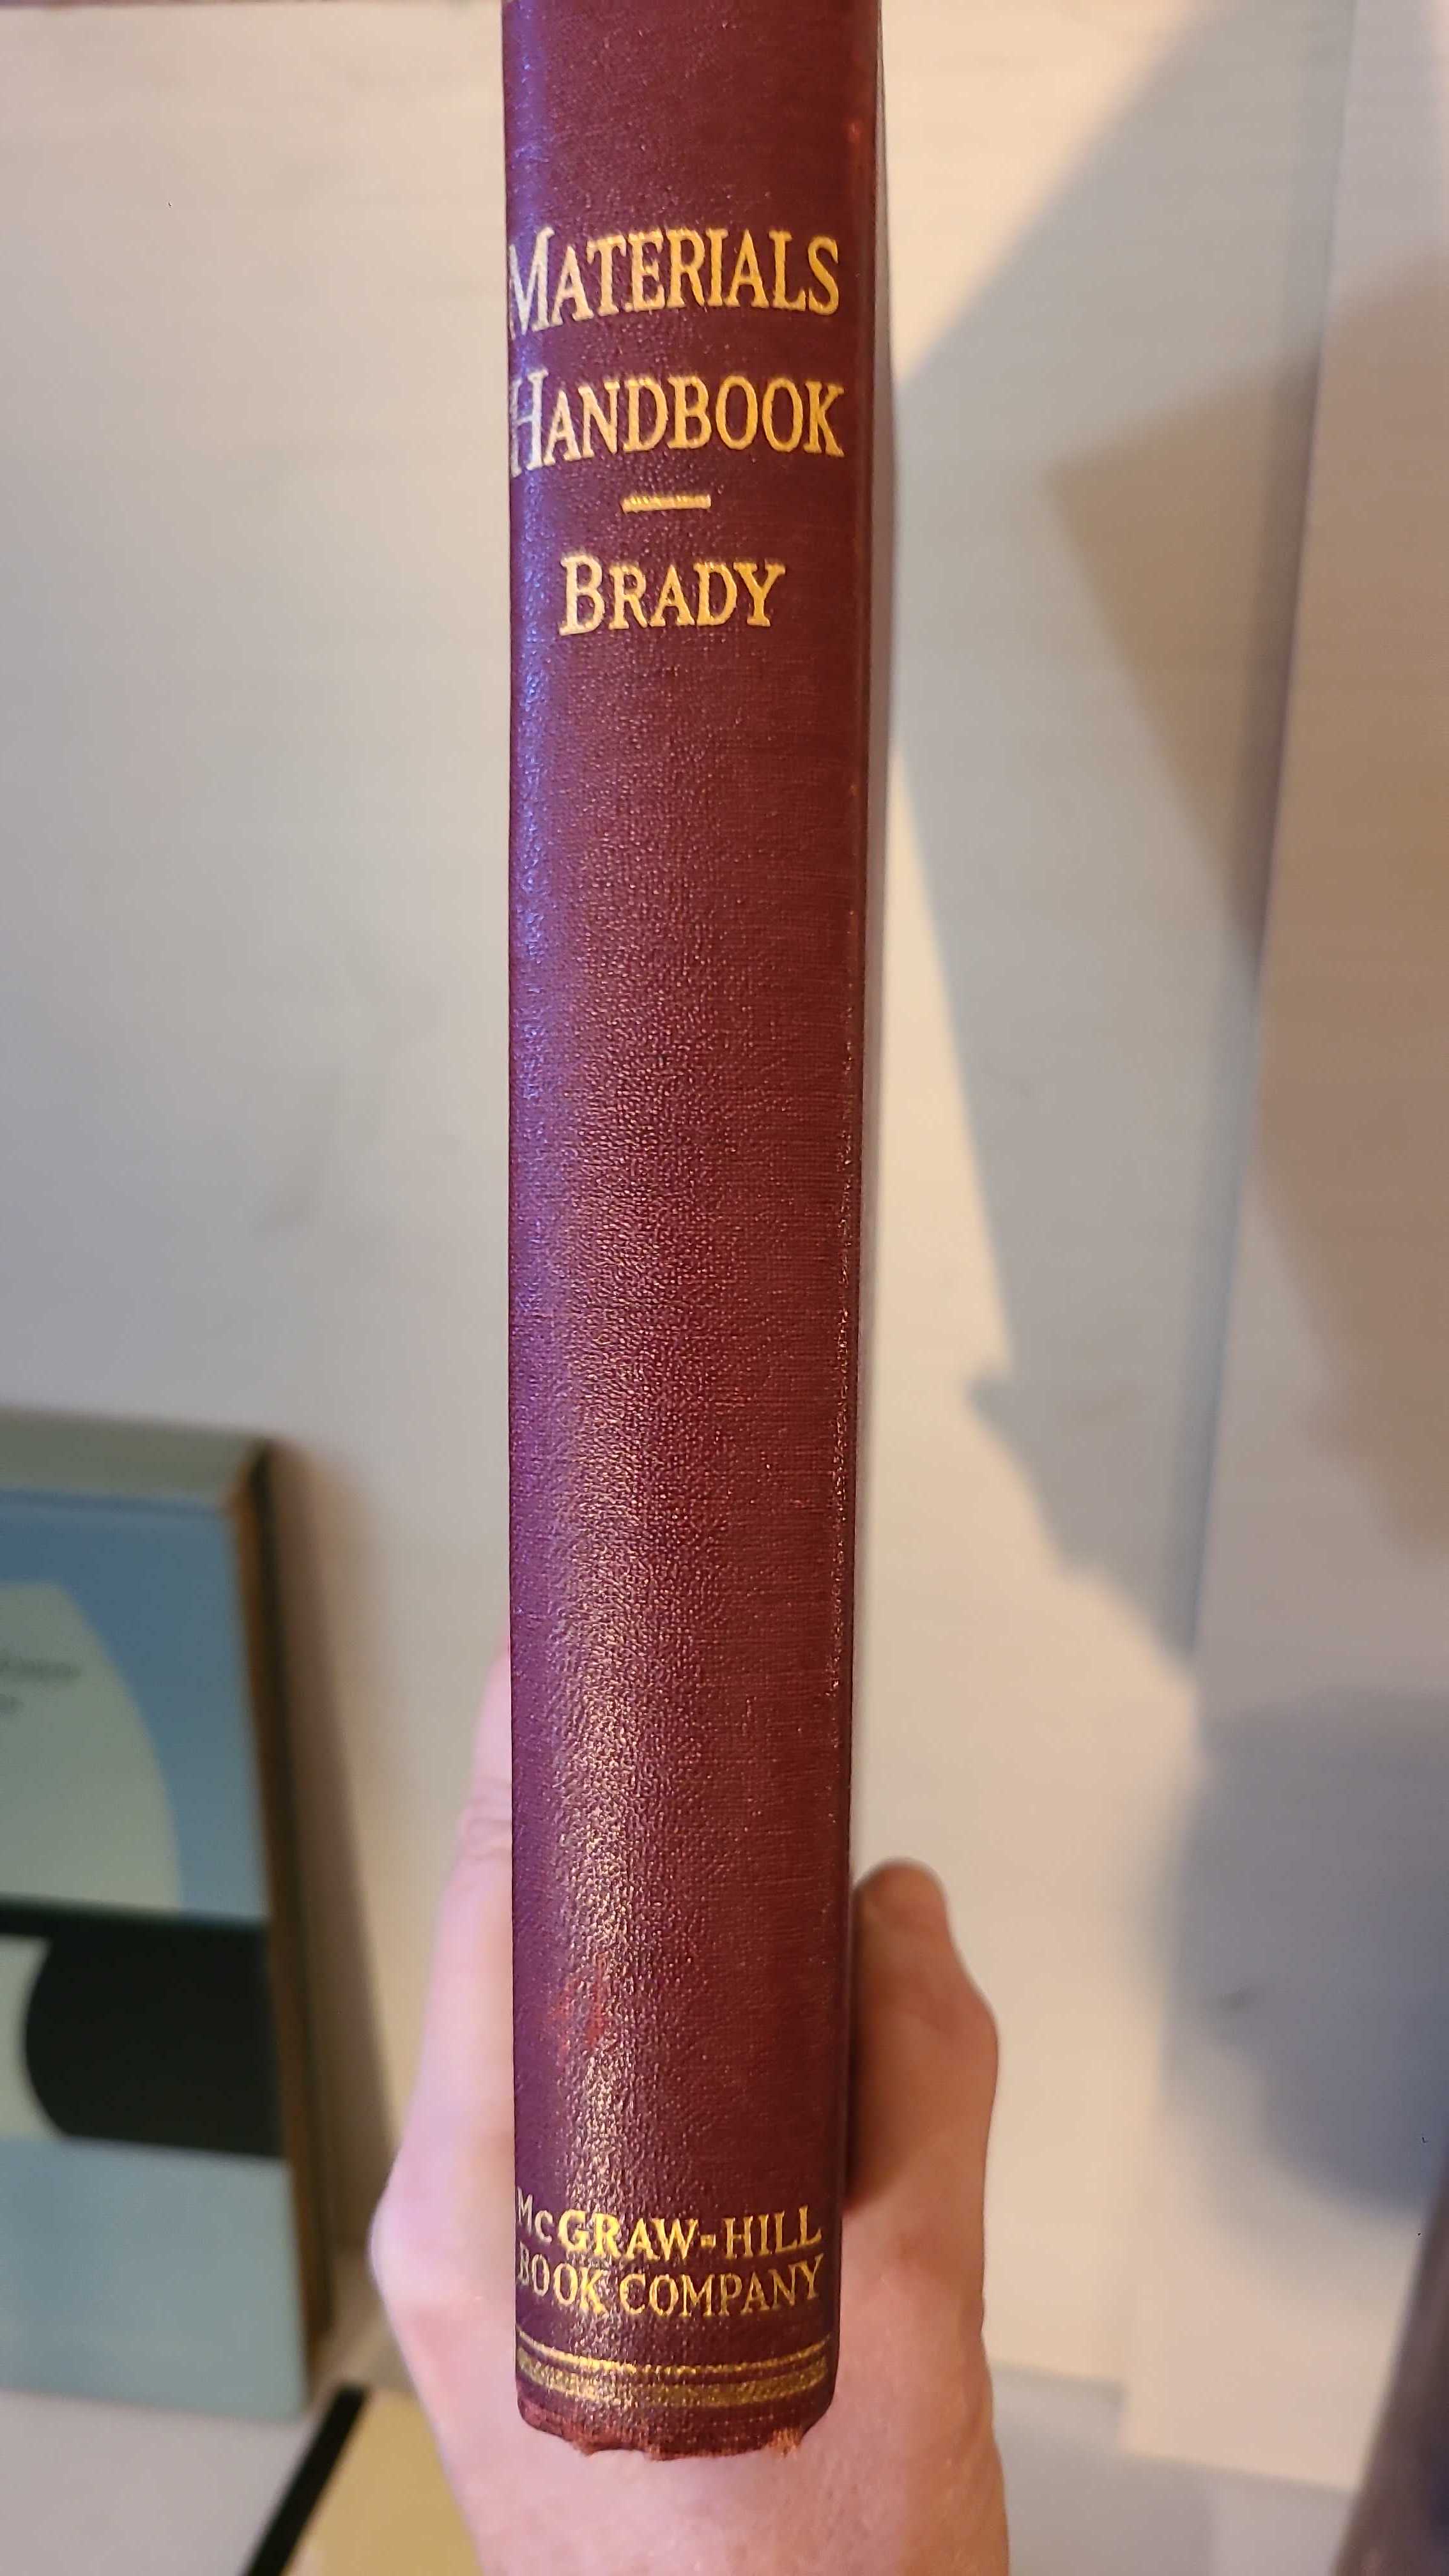 MATERIALS
HANDBOOK
BRADY
McGRAW-HILL
BOOK COMPANY